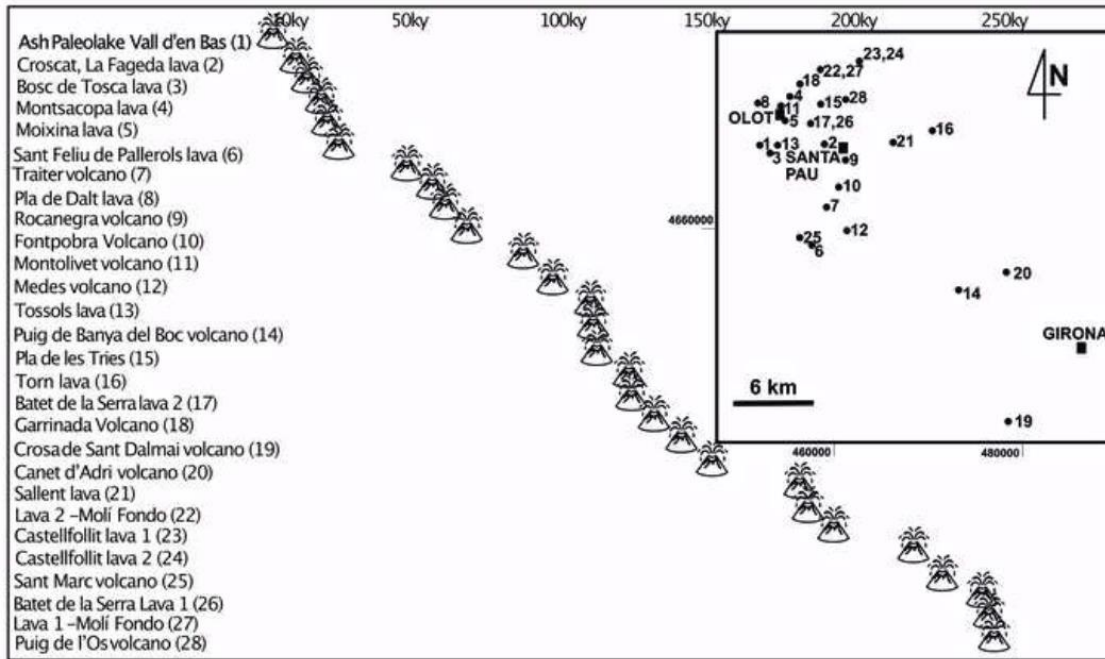 10ky 50ky 100ky 150ky 200ky 250ky
Ash Paleolake Vall d'en Bas (1)
Croscat, La Fageda lava (2)
Bosc de Tosca lava (3)
Montsacopa lava (4)
Moixina lava (5)
Sant Feliu de Pallerols lava (6)
Traiter volcano (7)
Pla de Dalt lava (8)
Rocanegra volcano (9)
Fontpobra Volcano (10)
Montolivet volcano (11)
Medes volcano (12)
Tossols lava (13)
Puig de Banya del Boc volcano (14)
Pla de les Tries (15)
Torn lava (16)
Batet de la Serra lava 2 (17)
Garrinada Volcano (18)
Crosa de Sant Dalmai volcano (19)
Canet d'Adri volcano (20)
Sallent lava (21)
Lava 2 -Molí Fondo (22)
Castellfollit lava 1 (23)
Castellfollit lava 2 (24)
Sant Marc volcano (25)
Batet de la Serra Lava 1 (26)
Lava 1 -Molí Fondo (27)
Puig de l'Os volcano (28)
23,24
22,27
18
N
8 4 15 28
11
OLOT 5 17,26
16
21
1 13 2
3 SANTA 9
PAU
10
7
4660000
12
25
6
20
14
GIRONA
6 km
19
460000 480000